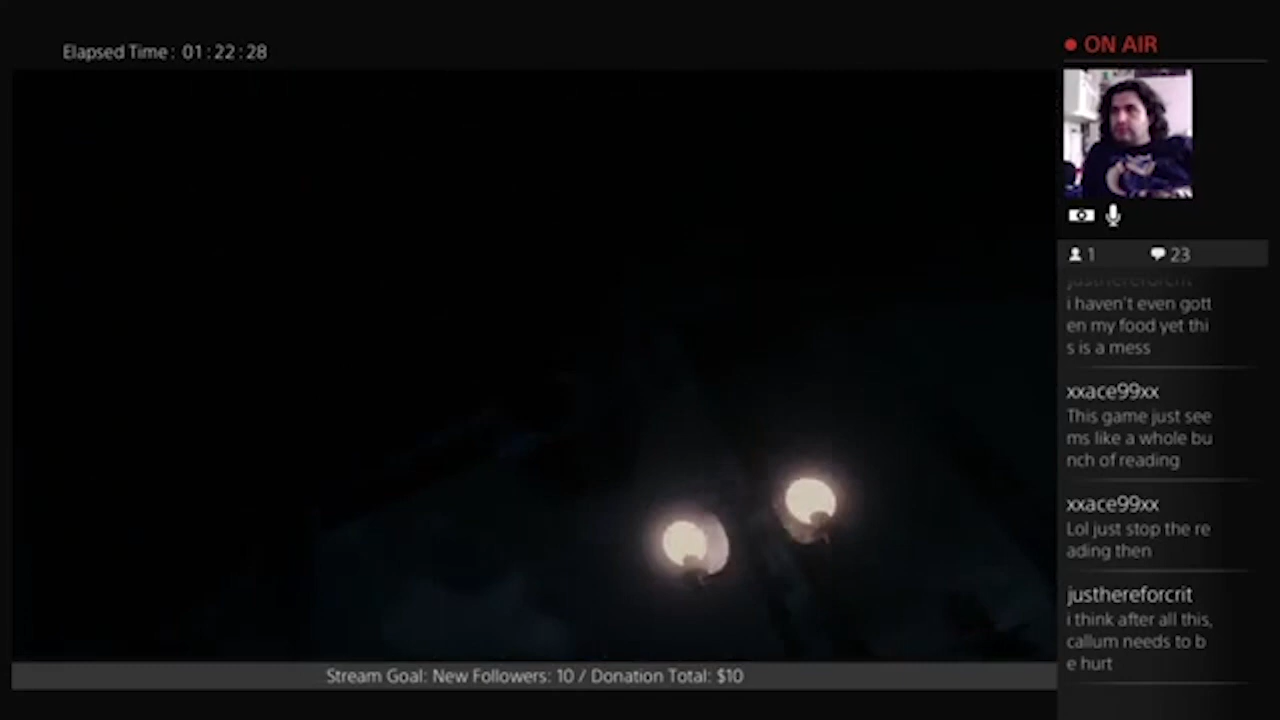 Elapsed Time: 01:22:28
ON AIR
1 23
justhereforcrit
i haven't even gott
en my food yet thi
s is a mess
xxace99xx
This game just see
ms like a whole bu
nch of reading
xxace99xx
Lol just stop the re
ading then
justhereforcrit
i think after all this,
callum needs to b
e hurt
Stream Goal: New Followers: 10 / Donation Total: $10